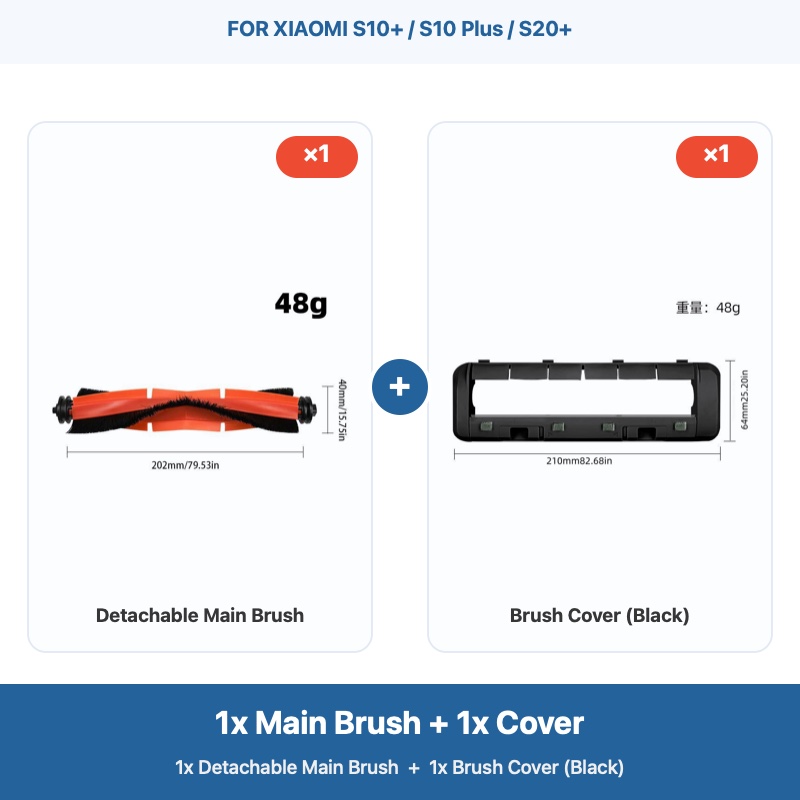 FOR XIAOMI S10+ / S10 Plus / S20+
×1
48g
40mm/15.75in
202mm/79.53in
Detachable Main Brush
+
×1
重量：48g
64mm25.20in
210mm82.68in
Brush Cover (Black)
1x Main Brush + 1x Cover
1x Detachable Main Brush + 1x Brush Cover (Black)